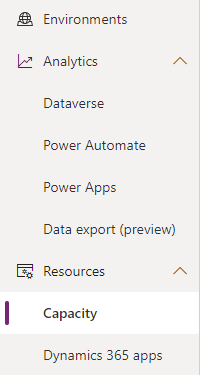 Environments
Analytics
Dataverse
Power Automate
Power Apps
Data export (preview)
Resources
Capacity
Dynamics 365 apps